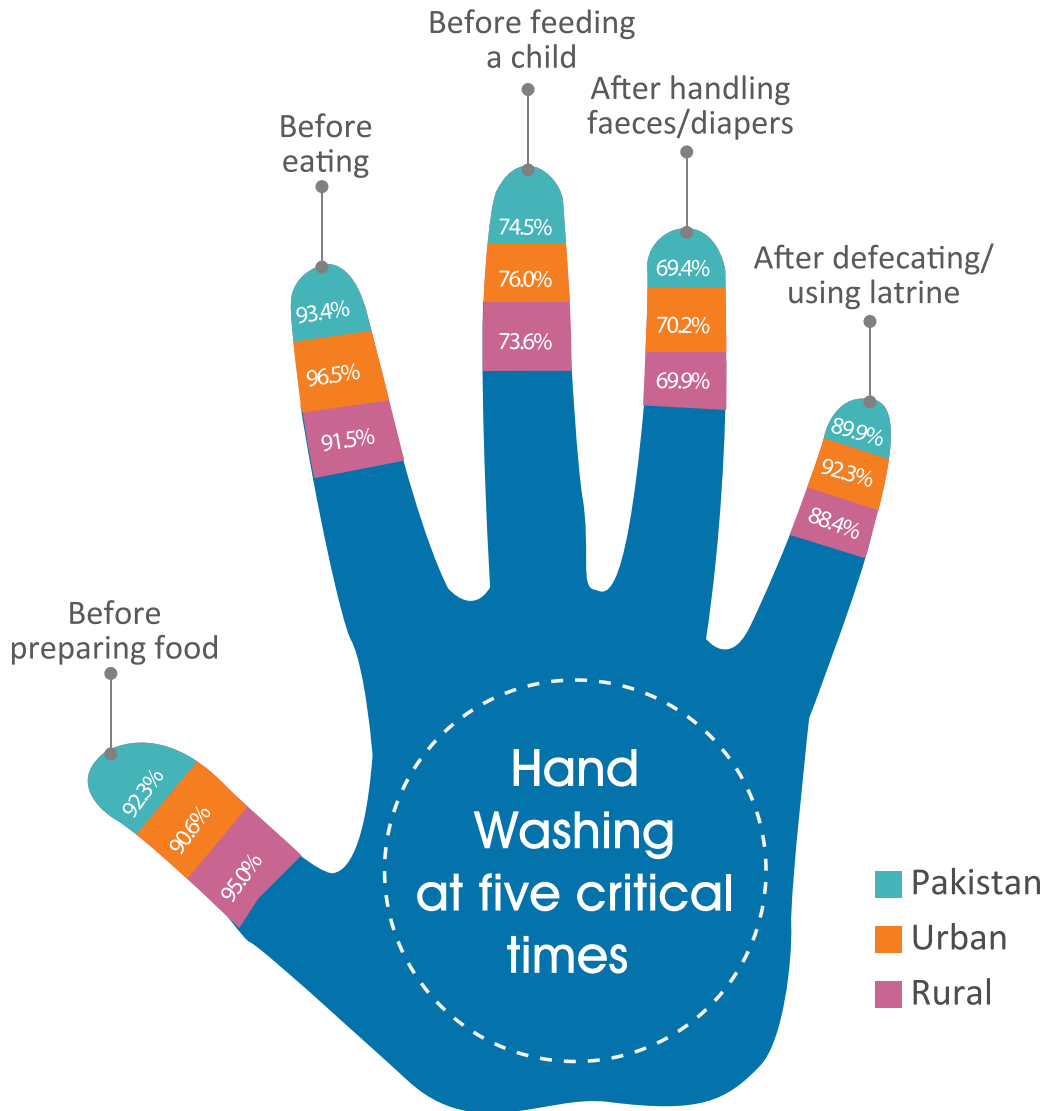 Before feeding
a child
After handling
faeces/diapers
Before
eating
After defecating/
using latrine
Before
preparing food
74.5%
76.0%
73.6%
69.4%
70.2%
69.9%
93.4%
96.5%
91.5%
89.9%
92.3%
88.4%
92.3%
90.6%
95.0%
Hand
Washing
at five critical
times
Pakistan
Urban
Rural